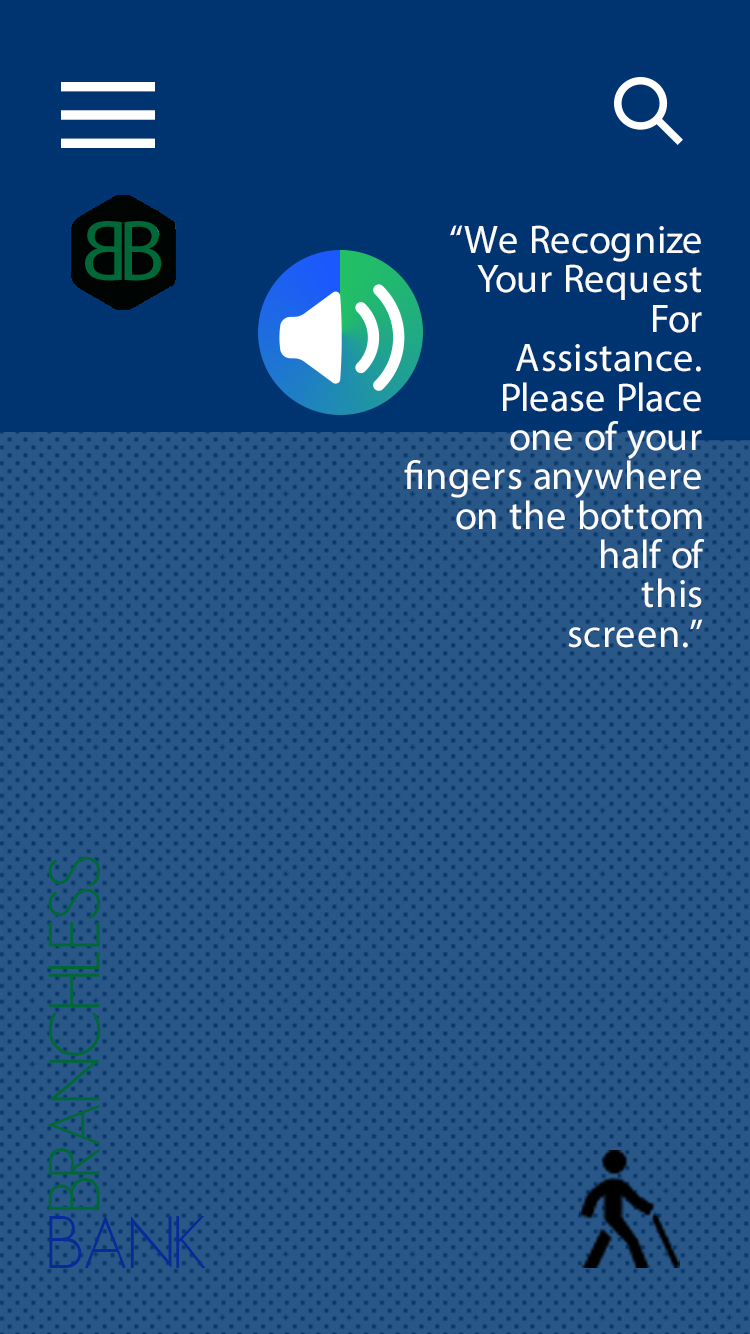 BB
“We Recognize
Your Request
For
Assistance.
Please Place
one of your
fingers anywhere
on the bottom
half of
this
screen.”
BRANCHLESS
BANK